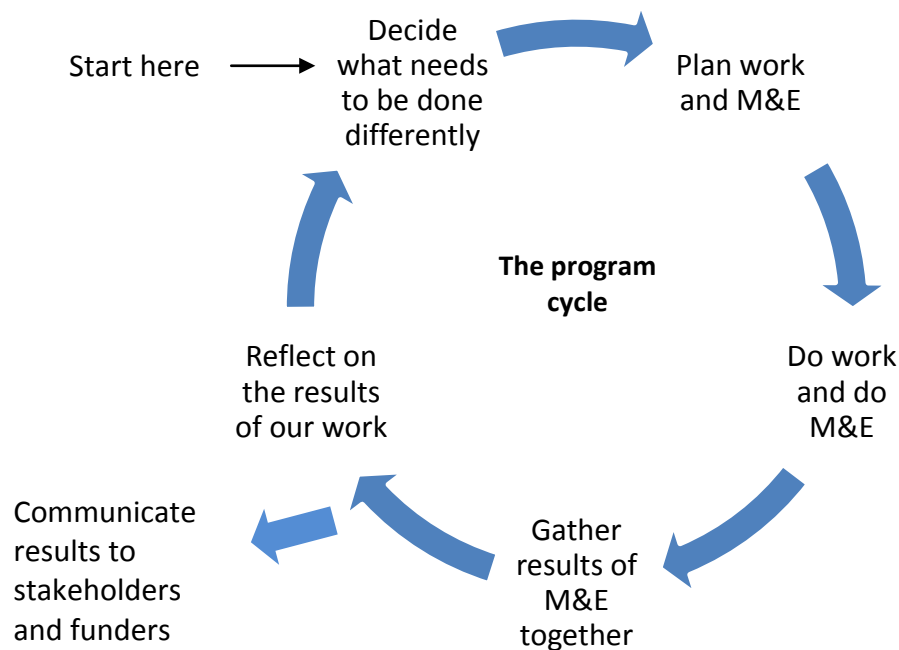 Start here
Decide
what needs
to be done
differently
Plan work
and M&E
The program
cycle
Do work
and do
M&E
Gather
results of
M&E
together
Reflect on
the results
of our work
Communicate
results to
stakeholders
and funders